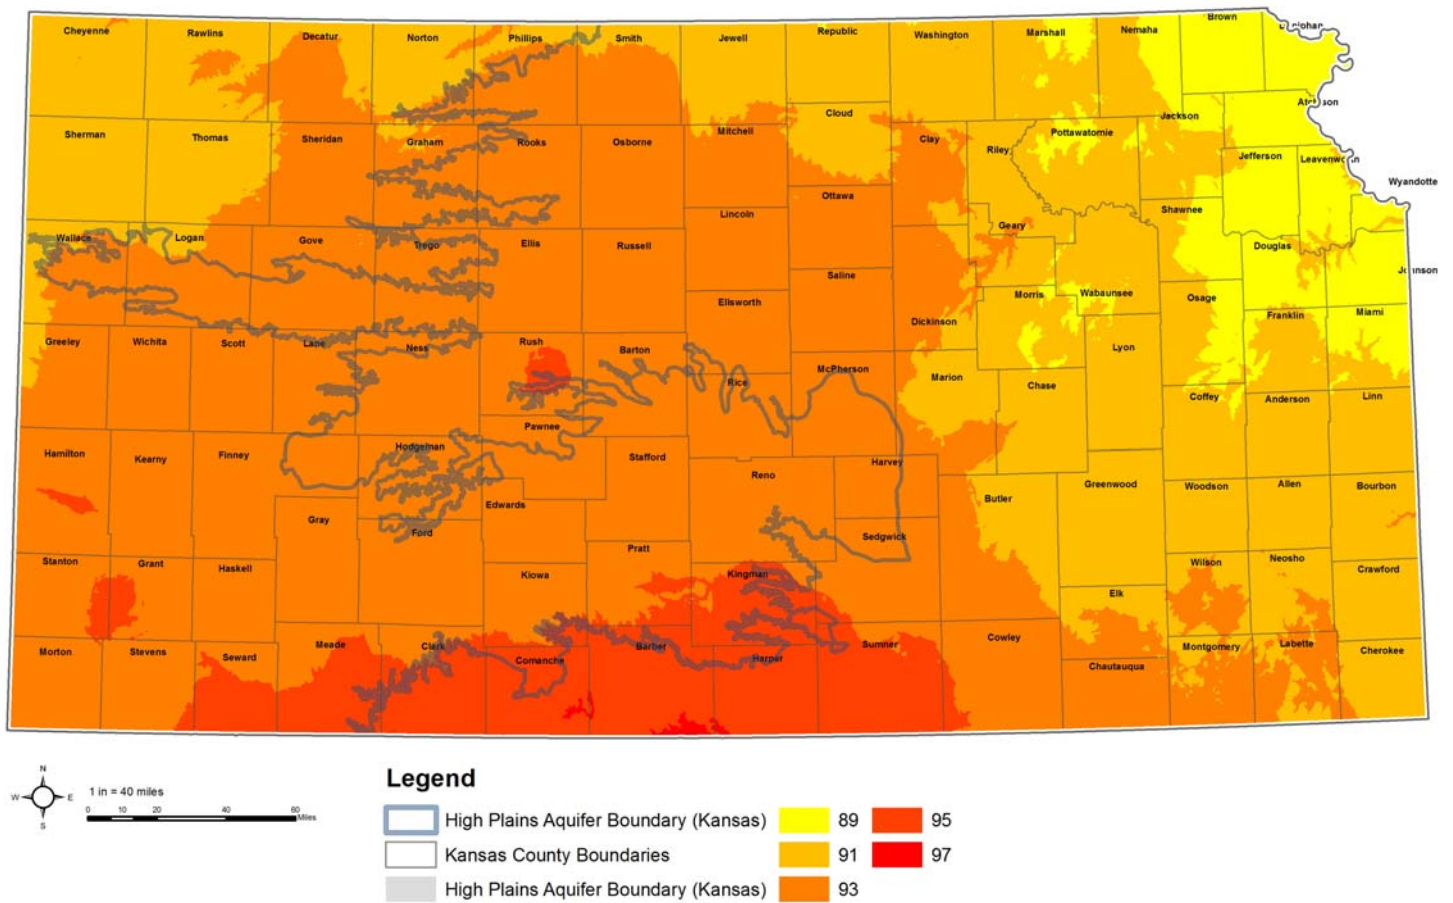 Cheyenne Rawlins Decatur Norton Phillips Smith Jewell Republic Washington Marshall Nemaha Brown
Sherman Thomas Sheridan Graham Rooks Osborne Mitchell Cloud Clay Riley Pottawatomie Jackson
Jefferson Wyandotte
Wallace Logan Gove Trego Ellis Russell Lincoln Ottawa Geary Shawnee Douglas
Ellsworth Saline Dickinson Morris Wabaunsee Osage Franklin Miami
Greeley Wichita Scott Lane Ness Rush Barton Rice McPherson Marion Chase Lyon Coffey Anderson Linn
Hamilton Kearny Finney Hodgeman Pawnee Stafford Reno Harvey Butler Greenwood Woodson Allen Bourbon
Gray Ford Edwards Pratt Sedgwick
Stanton Grant Haskell Kiowa Kingman Elk Wilson Neosho Crawford
Morton Stevens Seward Meade Clerk Comanche Barber Harper Sumner Cowley Chautauqua Montgomery Labette Cherokee
N
W E
S
1 in = 40 miles
0 10 20 40 60
Miles
Legend
High Plains Aquifer Boundary (Kansas) 89 95
Kansas County Boundaries 91 97
High Plains Aquifer Boundary (Kansas) 93